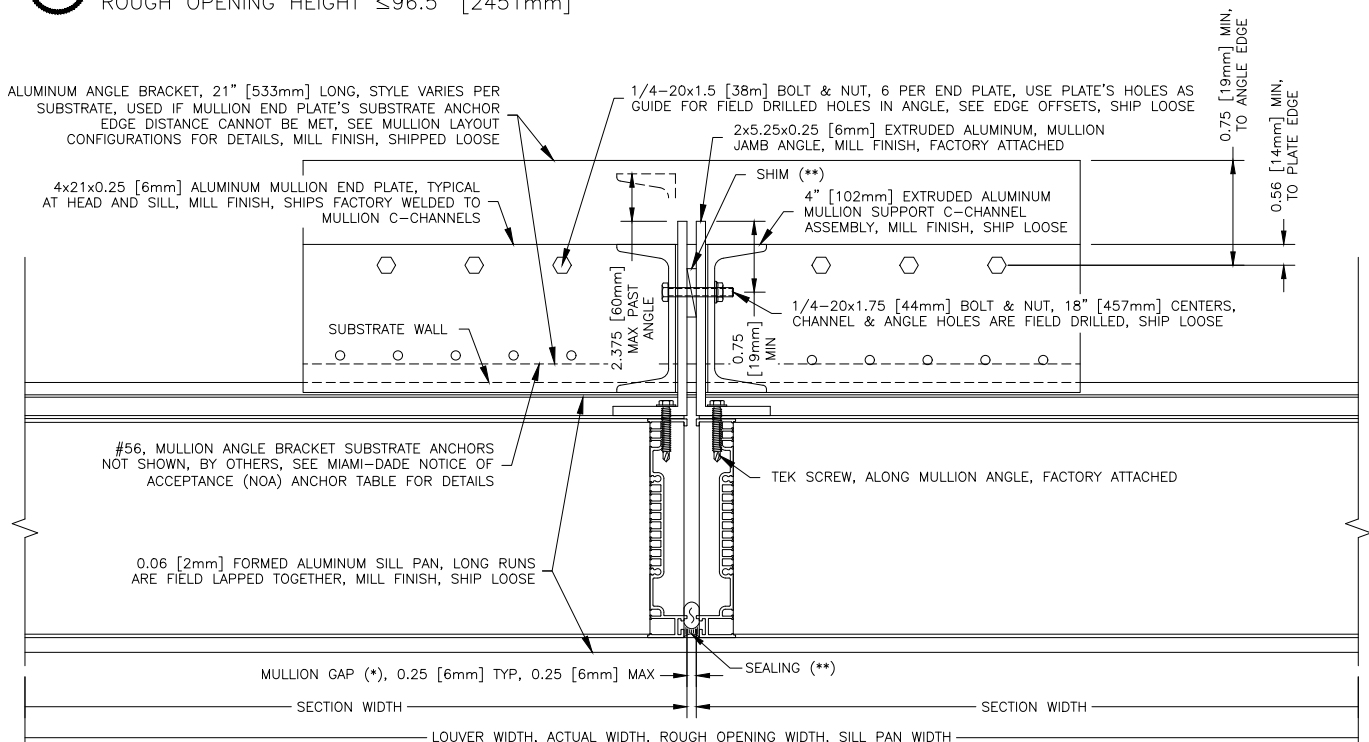 ROUGH OPENING HEIGHT ≤96.5" [2451mm]
ALUMINUM ANGLE BRACKET, 21" [533mm] LONG, STYLE VARIES PER
SUBSTRATE, USED IF MULLION END PLATE'S SUBSTRATE ANCHOR
EDGE DISTANCE CANNOT BE MET, SEE MULLION LAYOUT
CONFIGURATIONS FOR DETAILS, MILL FINISH, SHIPPED LOOSE
1/4-20x1.5 [38m] BOLT & NUT, 6 PER END PLATE, USE PLATE'S HOLES AS
GUIDE FOR FIELD DRILLED HOLES IN ANGLE, SEE EDGE OFFSETS, SHIP LOOSE
2x5.25x0.25 [6mm] EXTRUDED ALUMINUM, MULLION
JAMB ANGLE, MILL FINISH, FACTORY ATTACHED
0.75 [19mm] MIN,
TO ANGLE EDGE
0.56 [14mm] MIN,
TO PLATE EDGE
4x21x0.25 [6mm] ALUMINUM MULLION END PLATE, TYPICAL
AT HEAD AND SILL, MILL FINISH, SHIPS FACTORY WELDED TO
MULLION C-CHANNELS
SHIM (**)
4" [102mm] EXTRUDED ALUMINUM
MULLION SUPPORT C-CHANNEL
ASSEMBLY, MILL FINISH, SHIP LOOSE
2.375 [60mm]
MAX PAST
ANGLE
0.75
[19mm]
MIN
1/4-20x1.75 [44mm] BOLT & NUT, 18" [457mm] CENTERS,
CHANNEL & ANGLE HOLES ARE FIELD DRILLED, SHIP LOOSE
SUBSTRATE WALL
#56, MULLION ANGLE BRACKET SUBSTRATE ANCHORS
NOT SHOWN, BY OTHERS, SEE MIAMI-DADE NOTICE OF
ACCEPTANCE (NOA) ANCHOR TABLE FOR DETAILS
TEK SCREW, ALONG MULLION ANGLE, FACTORY ATTACHED
0.06 [2mm] FORMED ALUMINUM SILL PAN, LONG RUNS
ARE FIELD LAPPED TOGETHER, MILL FINISH, SHIP LOOSE
MULLION GAP (*), 0.25 [6mm] TYP, 0.25 [6mm] MAX
SEALING (**)
SECTION WIDTH
SECTION WIDTH
LOUVER WIDTH, ACTUAL WIDTH, ROUGH OPENING WIDTH, SILL PAN WIDTH